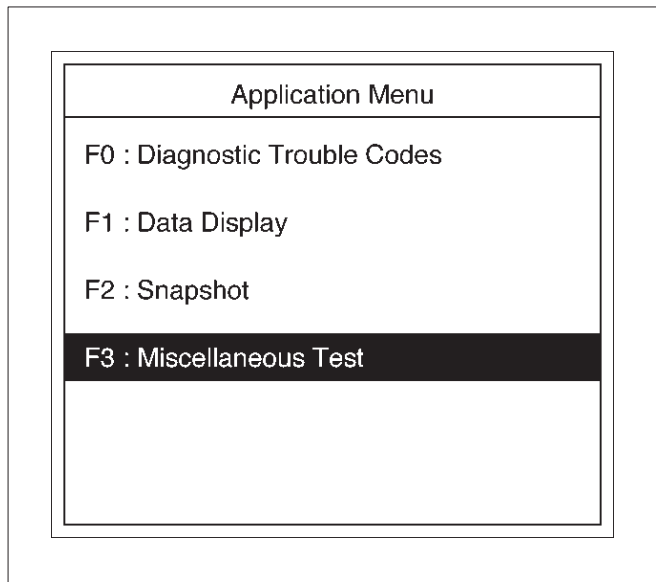 Application Menu
F0 : Diagnostic Trouble Codes
F1 : Data Display
F2 : Snapshot
F3 : Miscellaneous Test